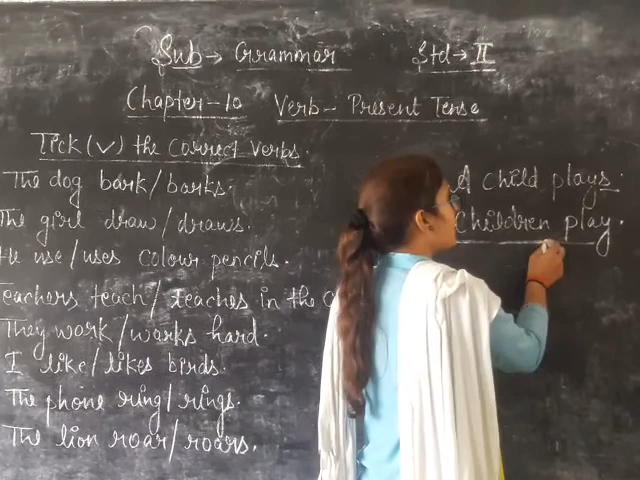 Sub → Grammar Std → II
Chapter-10 Verb- Present Tense
Tick (√) the correct verbs.
The dog bark/barks.
The girl draw/draws.
He use/uses colour pencils.
Teachers teach/teaches in the
They work/works hard.
I like/likes birds.
The phone ring/rings.
The lion roar/roars.
A child plays.
Children play.